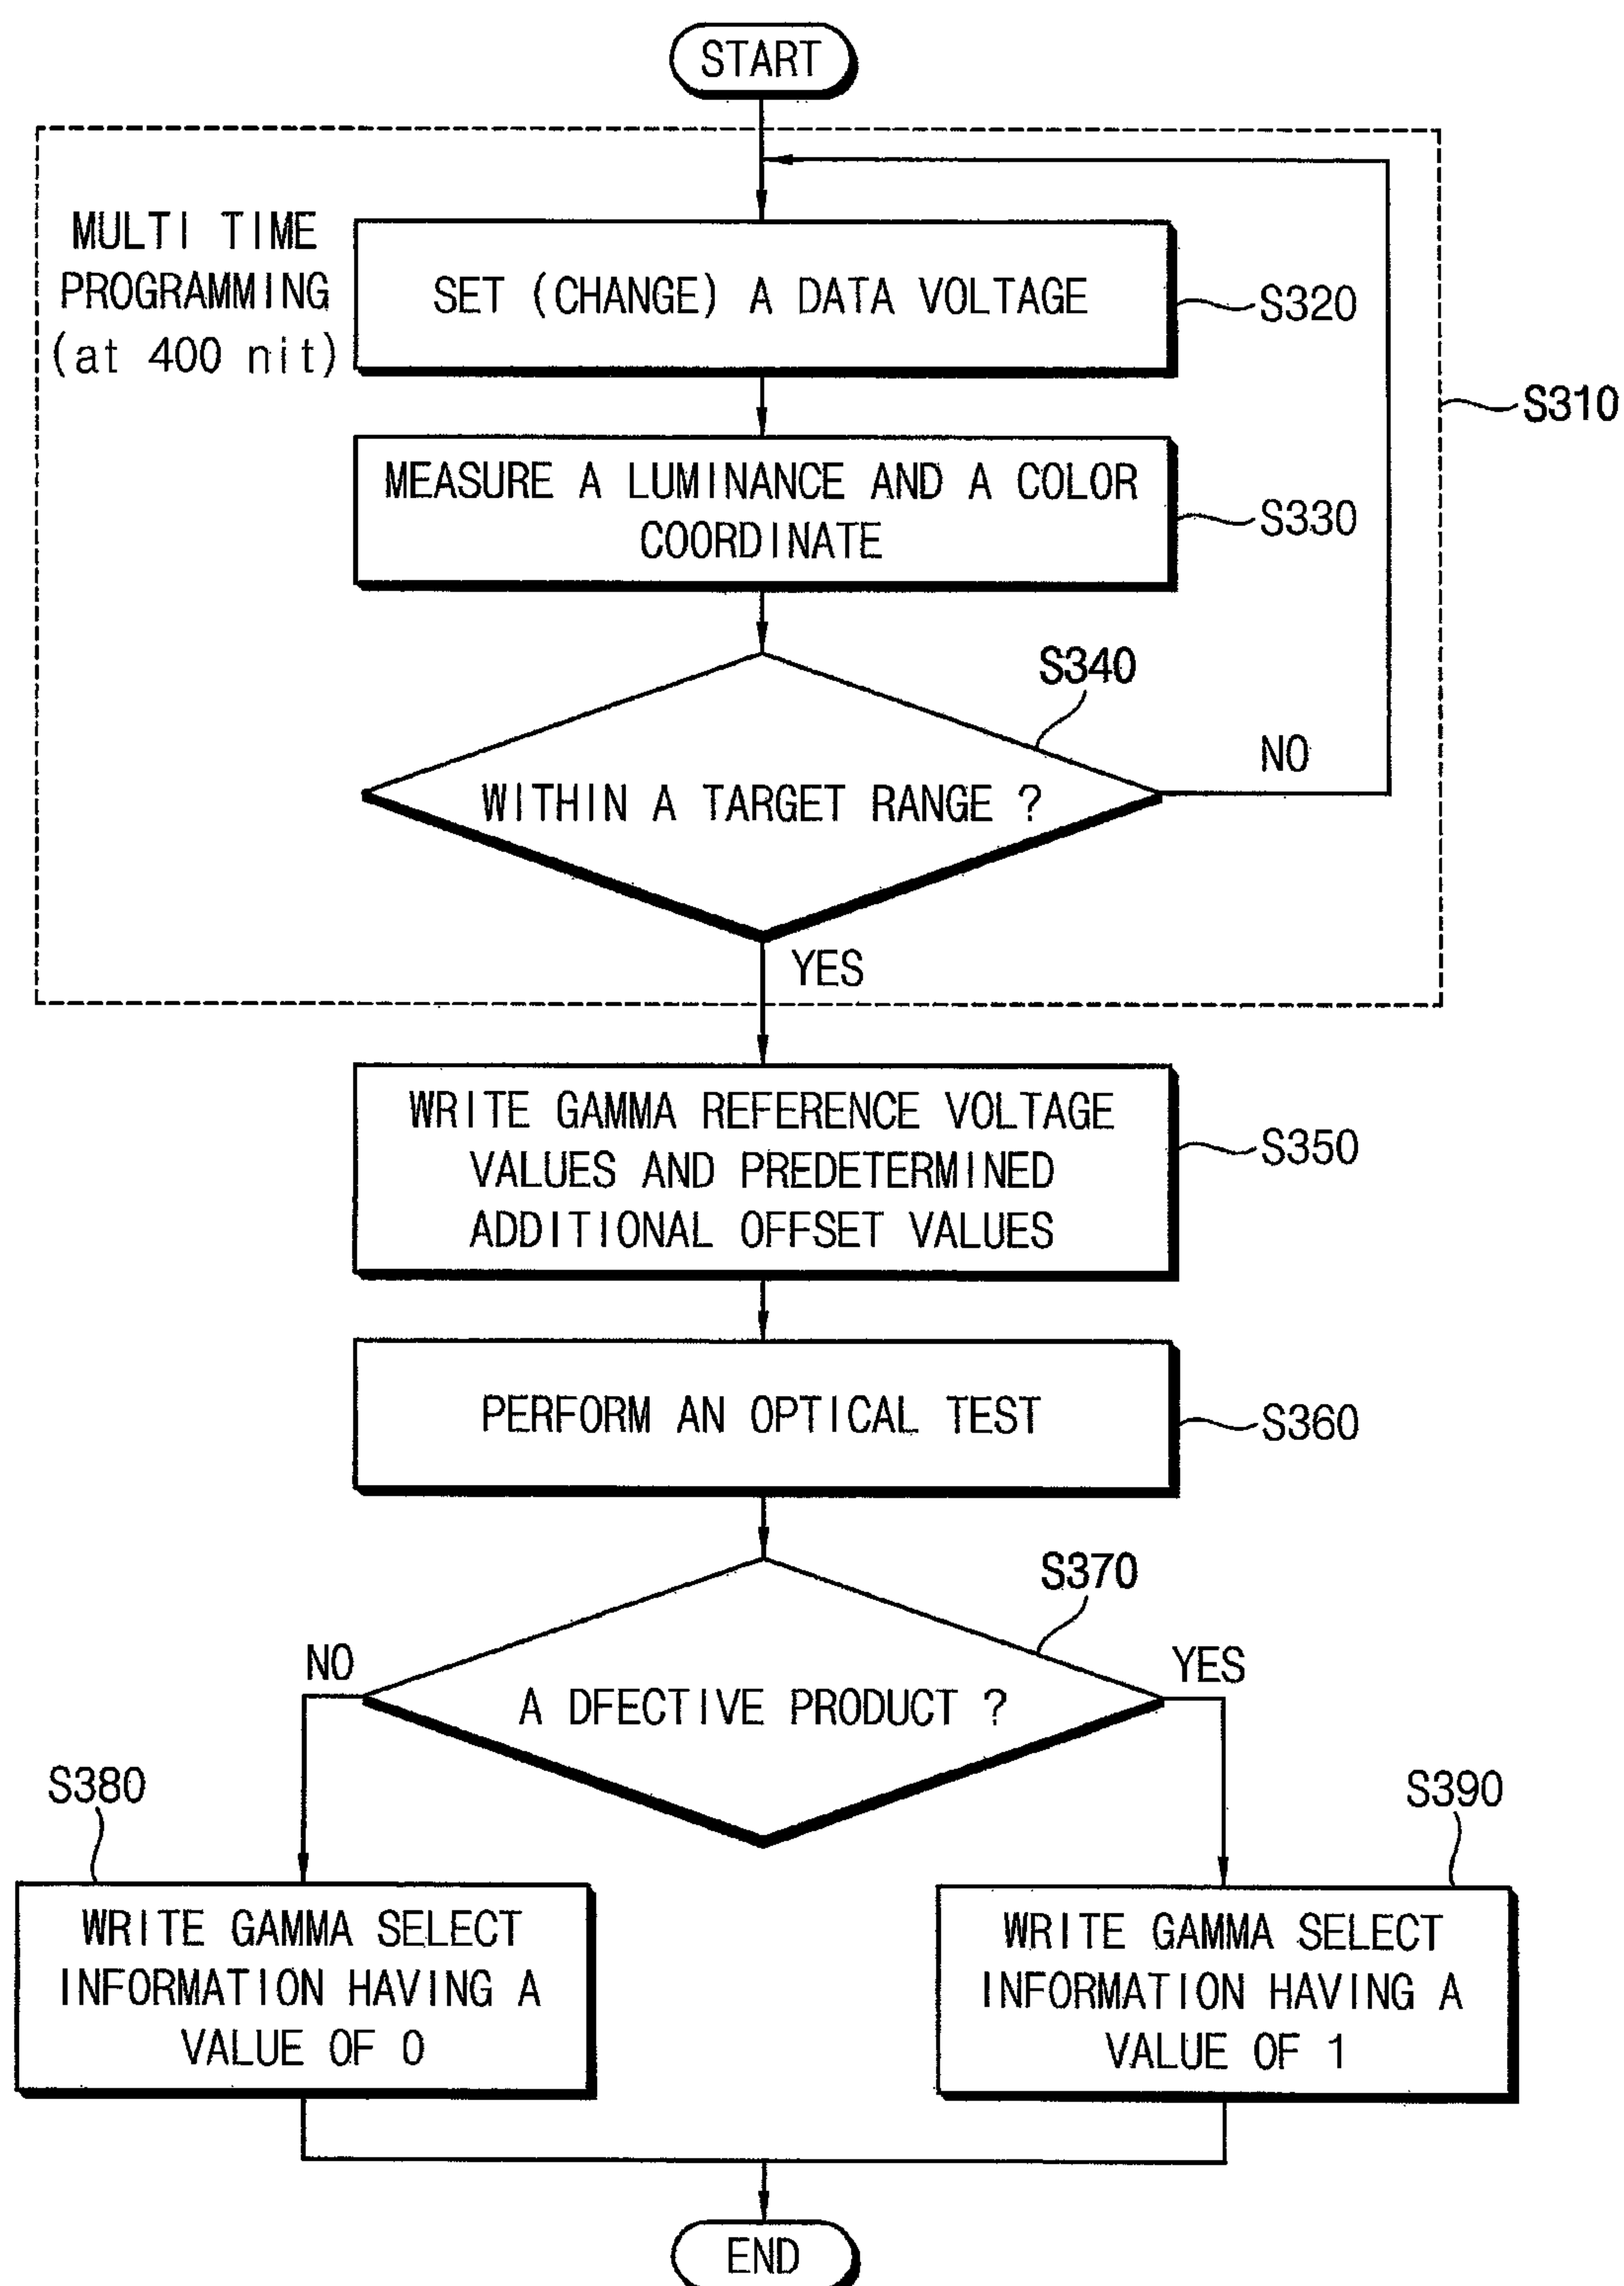 START
MULTI TIME
PROGRAMMING
(at 400 nit)
SET (CHANGE) A DATA VOLTAGE
S320
S310
MEASURE A LUMINANCE AND A COLOR
COORDINATE
S330
S340
WITHIN A TARGET RANGE ?
NO
YES
WRITE GAMMA REFERENCE VOLTAGE
VALUES AND PREDETERMINED
ADDITIONAL OFFSET VALUES
S350
PERFORM AN OPTICAL TEST
S360
S370
NO
YES
A DFECTIVE PRODUCT ?
S380
S390
WRITE GAMMA SELECT
INFORMATION HAVING A
VALUE OF 0
WRITE GAMMA SELECT
INFORMATION HAVING A
VALUE OF 1
END